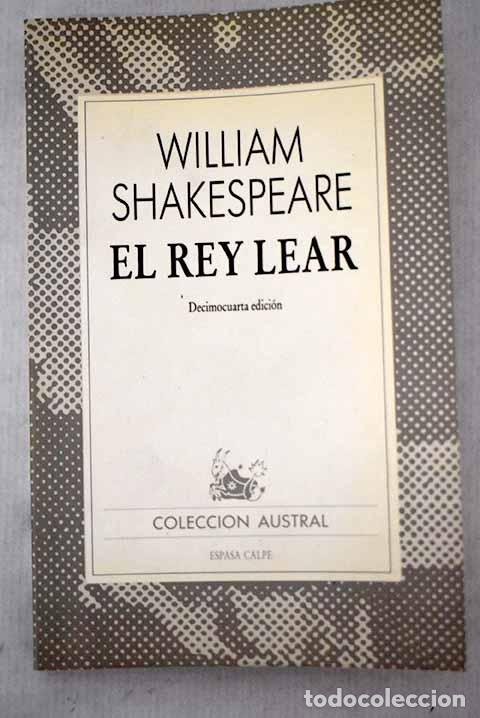 WILLIAM
SHAKESPEARE
EL REY LEAR
Decimocuarta edición
COLECCION AUSTRAL
ESPASA CALPE
todocoleccion